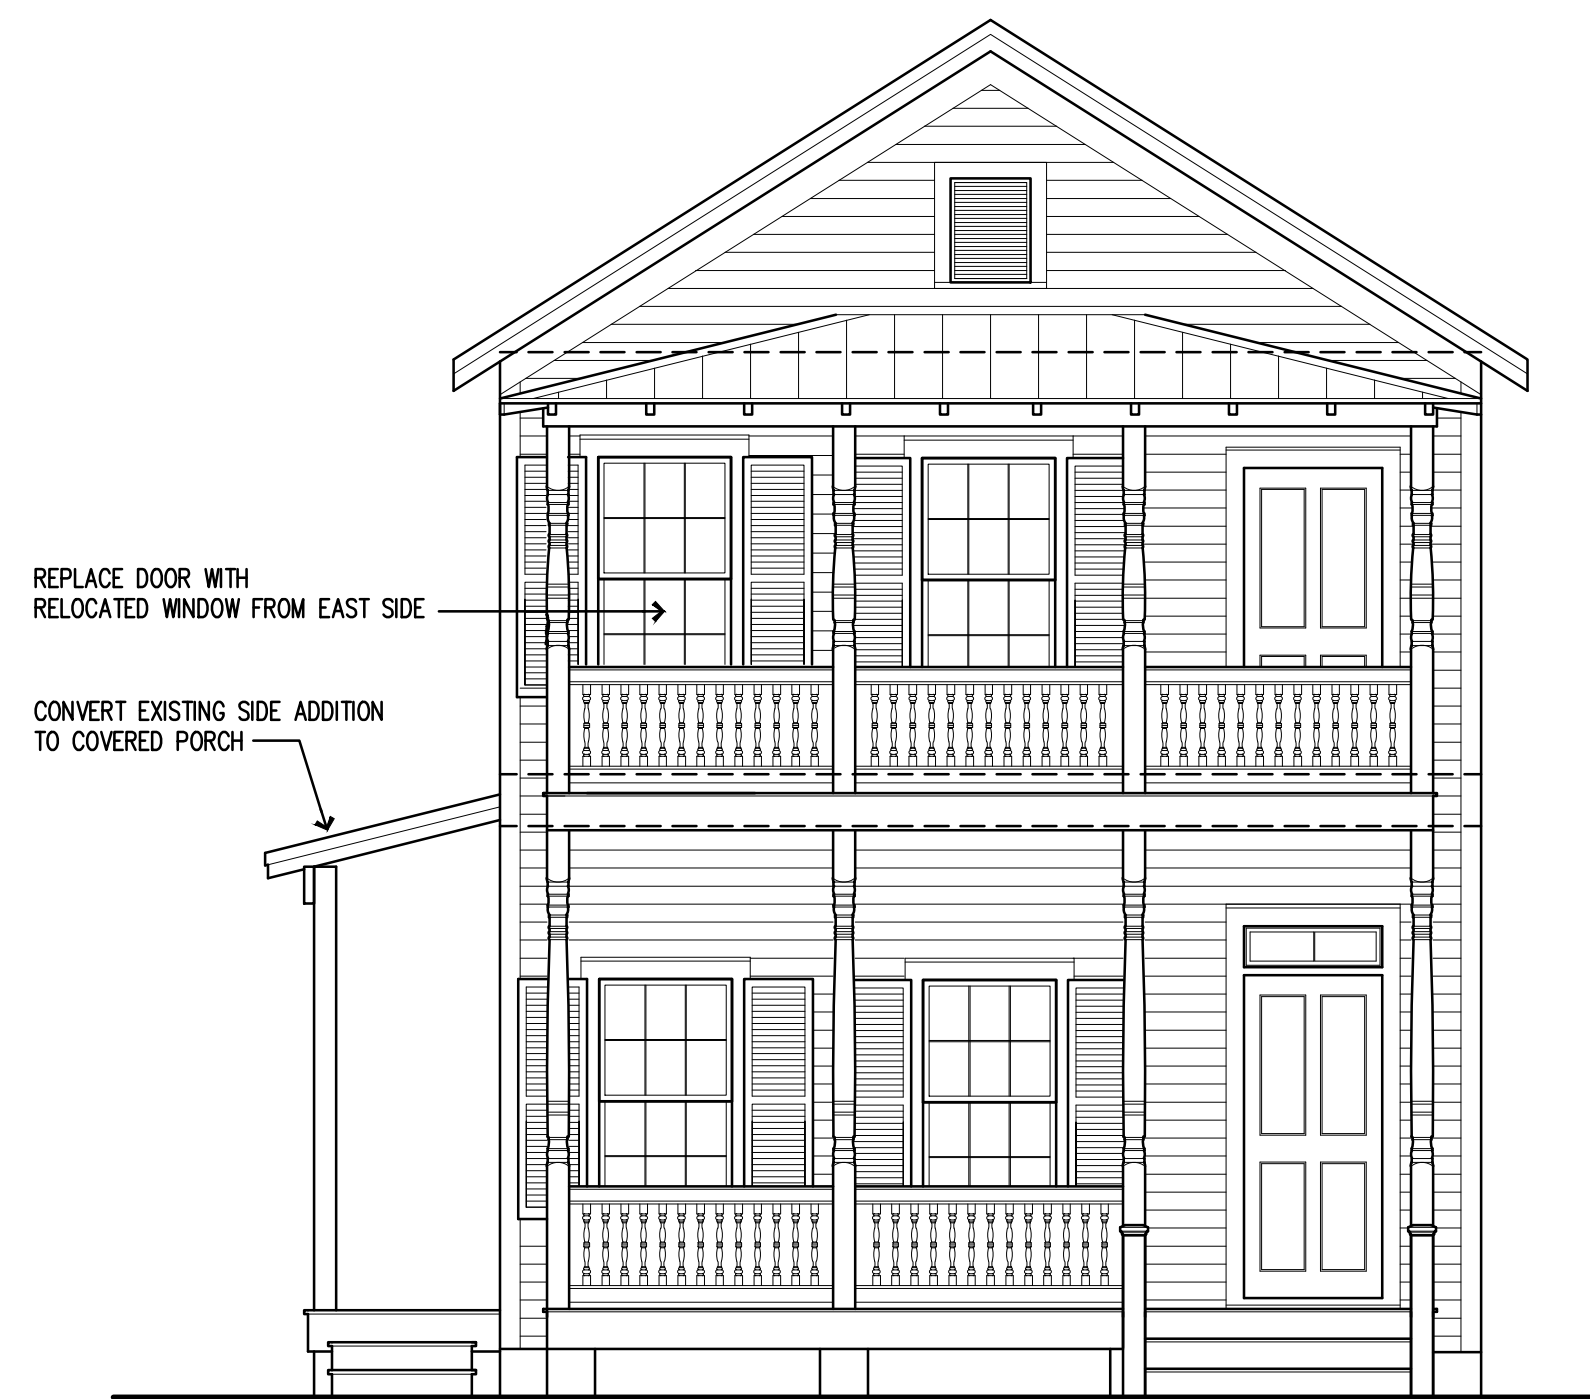 REPLACE DOOR WITH
RELOCATED WINDOW FROM EAST SIDE
CONVERT EXISTING SIDE ADDITION
TO COVERED PORCH